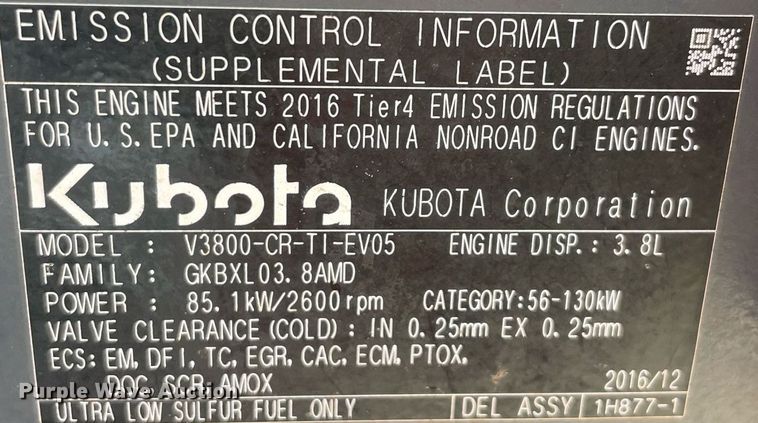 EMISSION CONTROL INFORMATION
(SUPPLEMENTAL LABEL)
THIS ENGINE MEETS 2016 Tier4 EMISSION REGULATIONS
FOR U.S.EPA AND CALIFORNIA NONROAD CI ENGINES.
Kubota KUBOTA Corporation
MODEL : V3800-CR-TI-EV05 ENGINE DISP.: 3.8L
FAMILY: GKBXL03.8AMD
POWER : 85.1kW/2600rpm CATEGORY:56-130kW
VALVE CLEARANCE(COLD): IN 0.25mm EX 0.25mm
ECS: EM, DFI, TC, EGR, CAC, ECM, PTOX,
DOC, SCR, AMOX 2016/12
Purple Wave Auction
ULTRA LOW SULFUR FUEL ONLY DEL ASSY 1H877-1